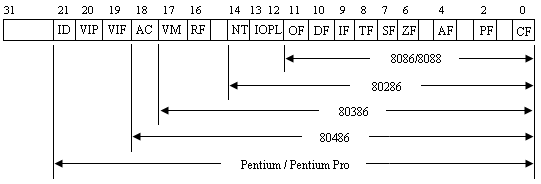 31 21 20 19 18 17 16 14 13 12 11 10 9 8 7 6 4 2 0
ID VIP VIF AC VM RF NT IOPL OF DF IF TF SF ZF AF PF CF
8086/8088
80286
80386
80486
Pentium / Pentium Pro